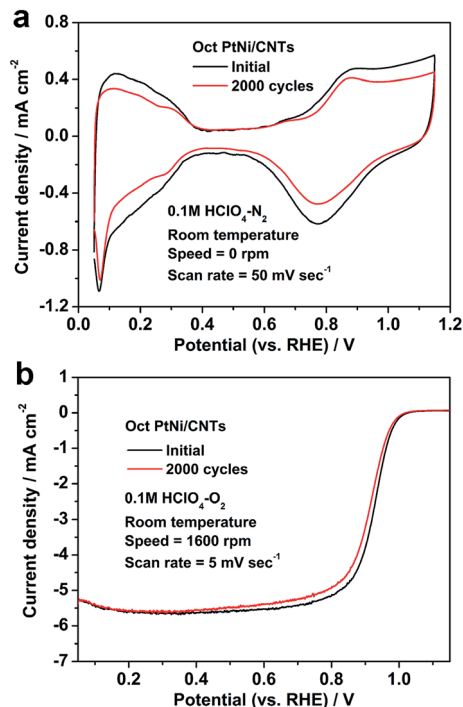 a
0.8
0.4
0.0
-0.4
-0.8
-1.2
Current density / mA cm⁻²
Oct PtNi/CNTs
Initial
2000 cycles
0.1M HClO₄-N₂
Room temperature
Speed = 0 rpm
Scan rate = 50 mV sec⁻¹
0.0 0.2 0.4 0.6 0.8 1.0 1.2
Potential (vs. RHE) / V
b
1
0
-1
-2
-3
-4
-5
-6
-7
Current density / mA cm⁻²
Oct PtNi/CNTs
Initial
2000 cycles
0.1M HClO₄-O₂
Room temperature
Speed = 1600 rpm
Scan rate = 5 mV sec⁻¹
0.2 0.4 0.6 0.8 1.0
Potential (vs. RHE) / V